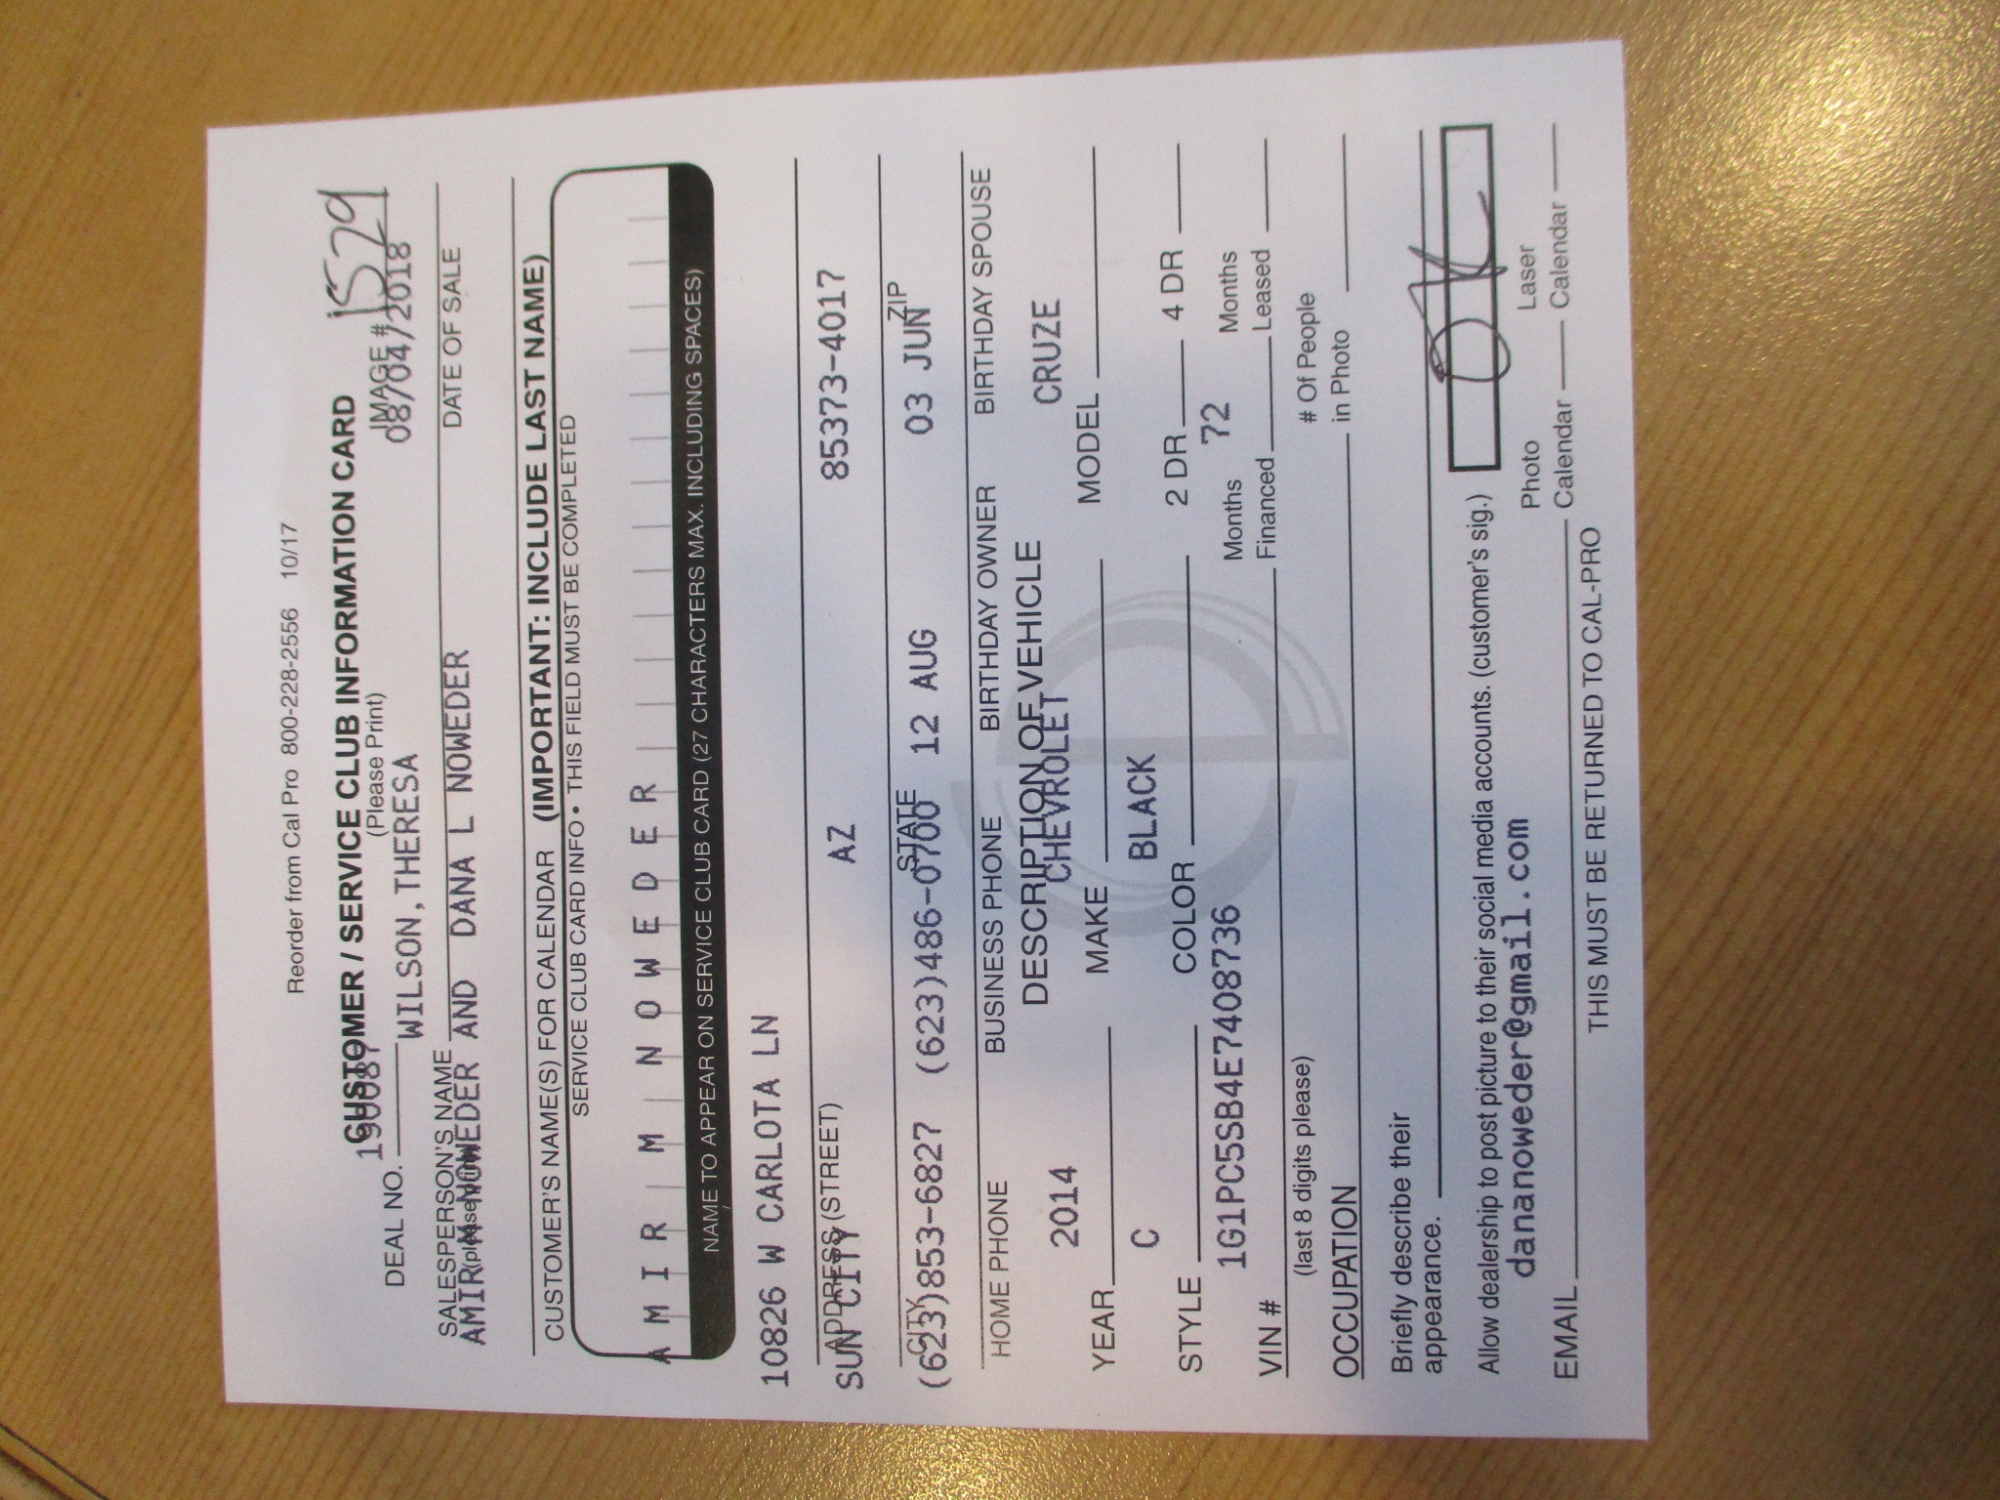 Reorder from Cal Pro 800-228-2556 10/17
CUSTOMER / SERVICE CLUB INFORMATION CARD
(Please Print) IMAGE # 1529
DEAL NO. 190087 WILSON, THERESA 08/04/2018
SALESPERSON'S NAME DATE OF SALE
AMIR M NOWEDER AND DANA L NOWEDER
CUSTOMER'S NAME(S) FOR CALENDAR (IMPORTANT: INCLUDE LAST NAME)
SERVICE CLUB CARD INFO • THIS FIELD MUST BE COMPLETED
A M I R M N O W E D E R
NAME TO APPEAR ON SERVICE CLUB CARD (27 CHARACTERS MAX. INCLUDING SPACES)
10826 W CARLOTA LN
ADDRESS (STREET)
SUN CITY AZ 85373-4017
CITY STATE ZIP
(623)853-6827 (623)486-0700 12 AUG 03 JUN
HOME PHONE BUSINESS PHONE BIRTHDAY OWNER BIRTHDAY SPOUSE
DESCRIPTION OF VEHICLE
2014 CHEVROLET CRUZE
YEAR MAKE MODEL
C BLACK
STYLE COLOR 2 DR 4 DR
1G1PC5SB4E7408736 72
VIN # Months Financed Months Leased
(last 8 digits please)
OCCUPATION # Of People in Photo
Briefly describe their
appearance.
Allow dealership to post picture to their social media accounts. (customer's sig.)
dananoweder@gmail.com
EMAIL Photo Calendar Laser Calendar
THIS MUST BE RETURNED TO CAL-PRO